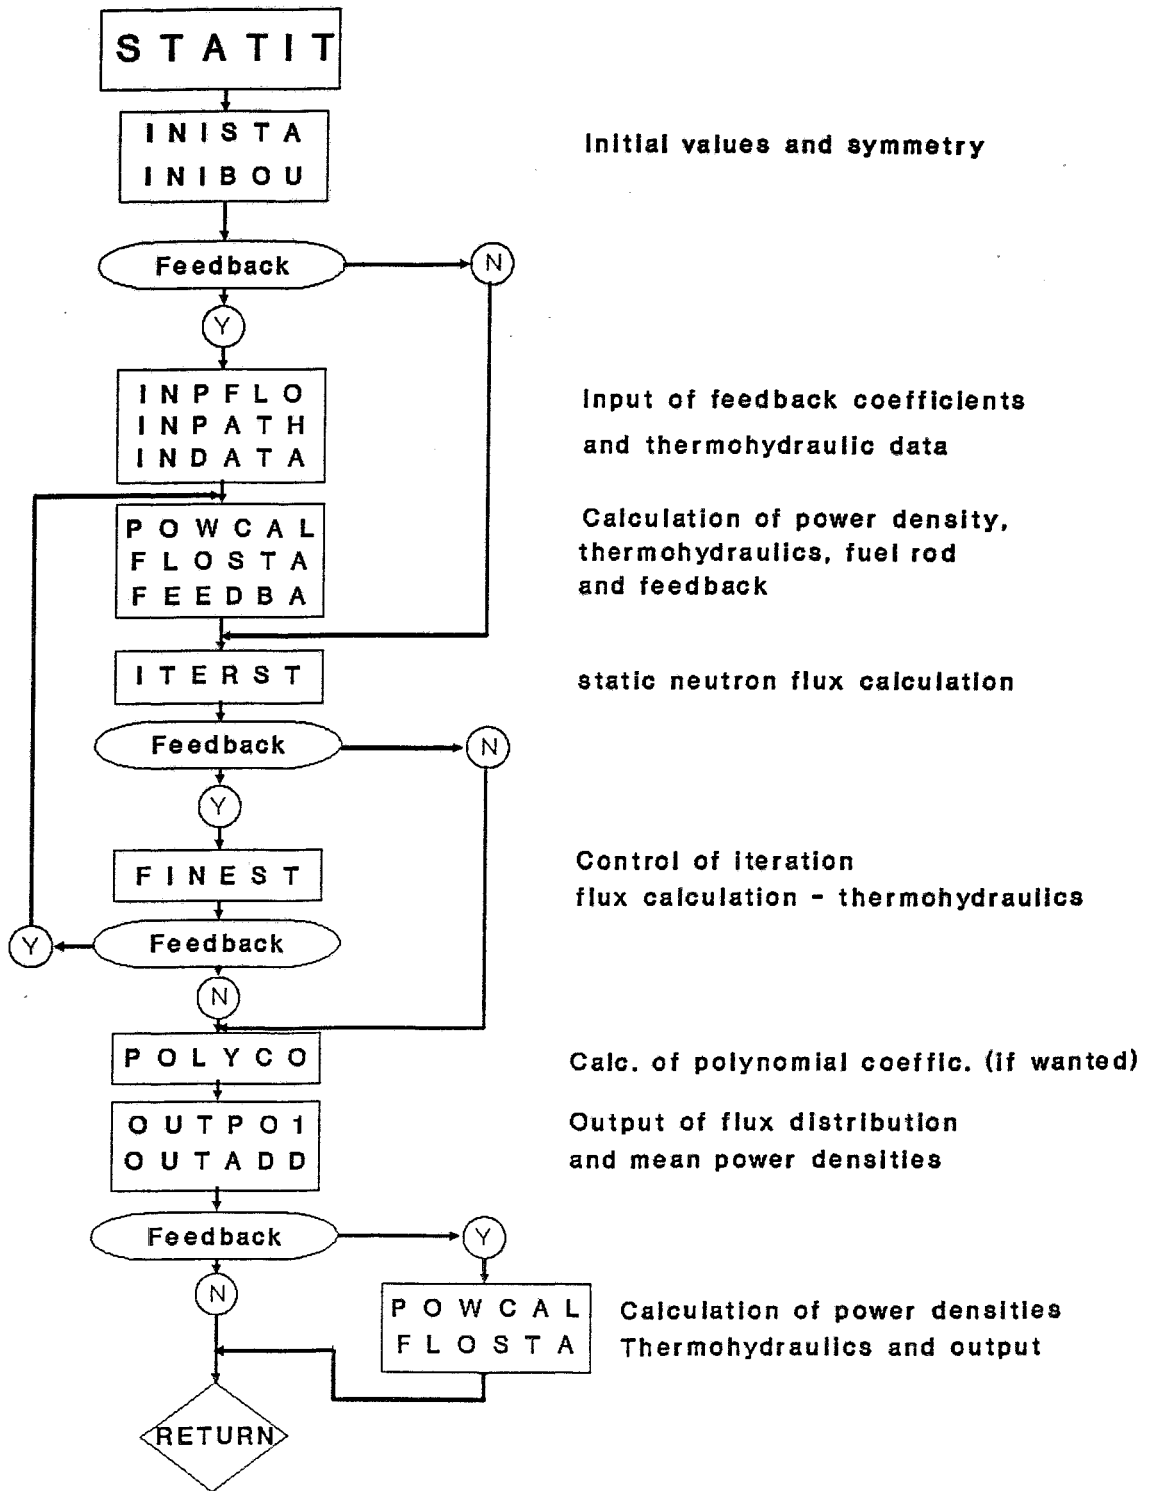 STATIT
INISTA
INIBOU
Initial values and symmetry
Feedback
N
Y
INPFLO
INPATH
INDATA
Input of feedback coefficients
and thermohydraulic data
POWCAL
FLOSTA
FEEDBA
Calculation of power density,
thermohydraulics, fuel rod
and feedback
ITERST
static neutron flux calculation
Feedback
N
Y
FINEST
Control of iteration
flux calculation - thermohydraulics
Y
Feedback
N
POLYCO
Calc. of polynomial coeffic. (if wanted)
OUTPO1
OUTADD
Output of flux distribution
and mean power densities
Feedback
Y
N
POWCAL
FLOSTA
Calculation of power densities
Thermohydraulics and output
RETURN